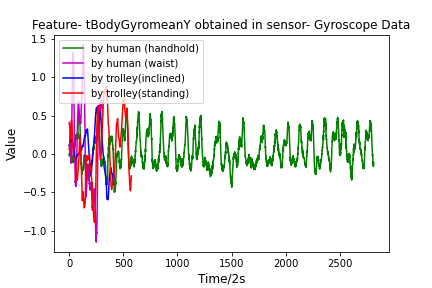 Feature- tBodyGyromeanY obtained in sensor- Gyroscope Data
by human (handhold)
by human (waist)
by trolley(inclined)
by trolley(standing)
Value
1.5
1.0
0.5
0.0
−0.5
−1.0
0 500 1000 1500 2000 2500
Time/2s